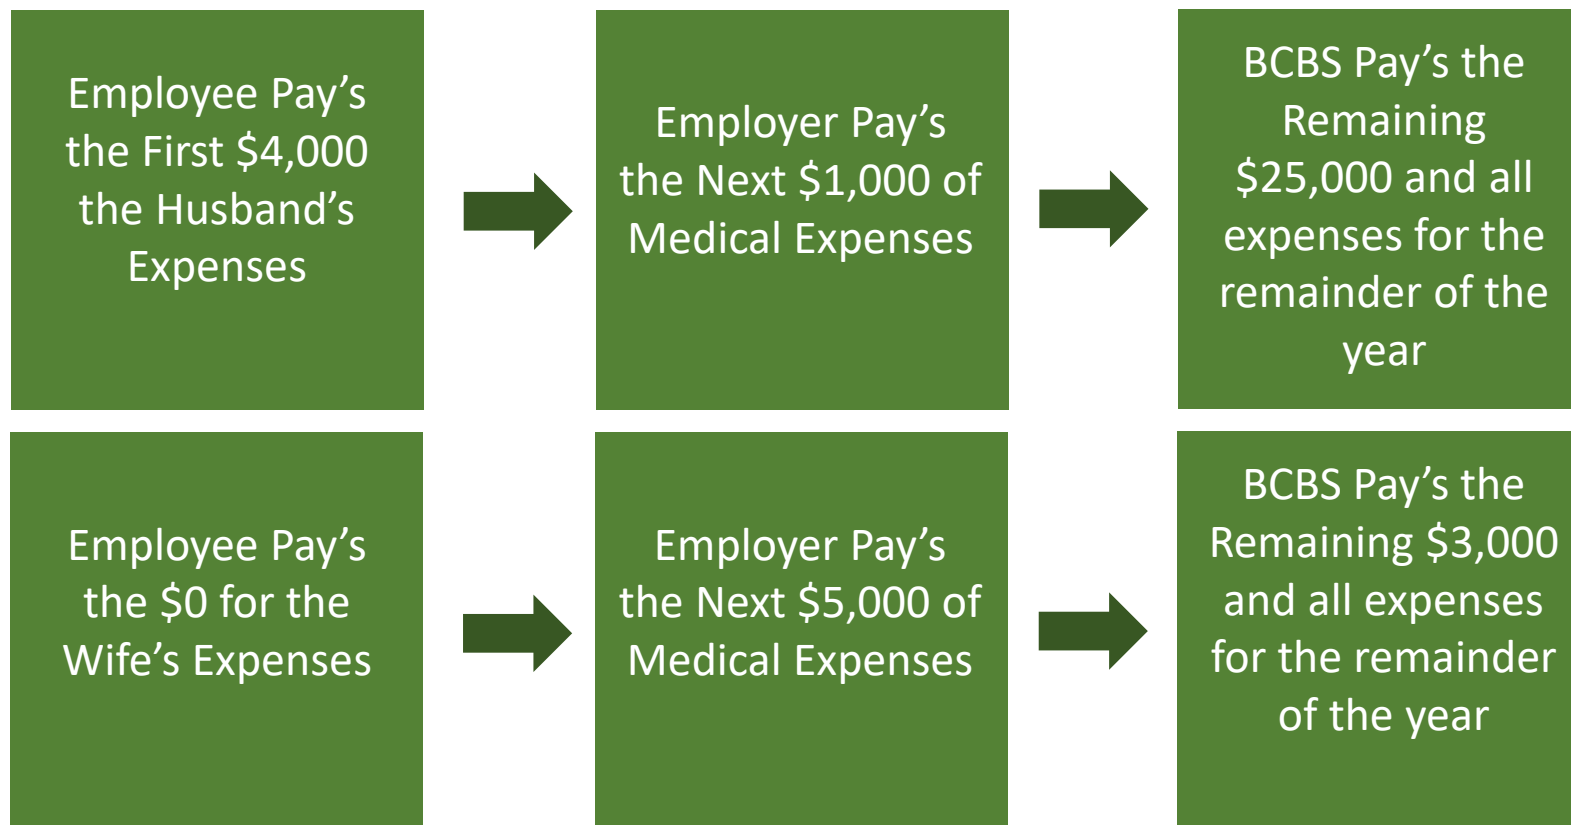 Employee Pay’s
the First $4,000
the Husband’s
Expenses
Employer Pay’s
the Next $1,000 of
Medical Expenses
BCBS Pay’s the
Remaining
$25,000 and all
expenses for the
remainder of the
year
Employee Pay’s
the $0 for the
Wife’s Expenses
Employer Pay’s
the Next $5,000 of
Medical Expenses
BCBS Pay’s the
Remaining $3,000
and all expenses
for the remainder
of the year